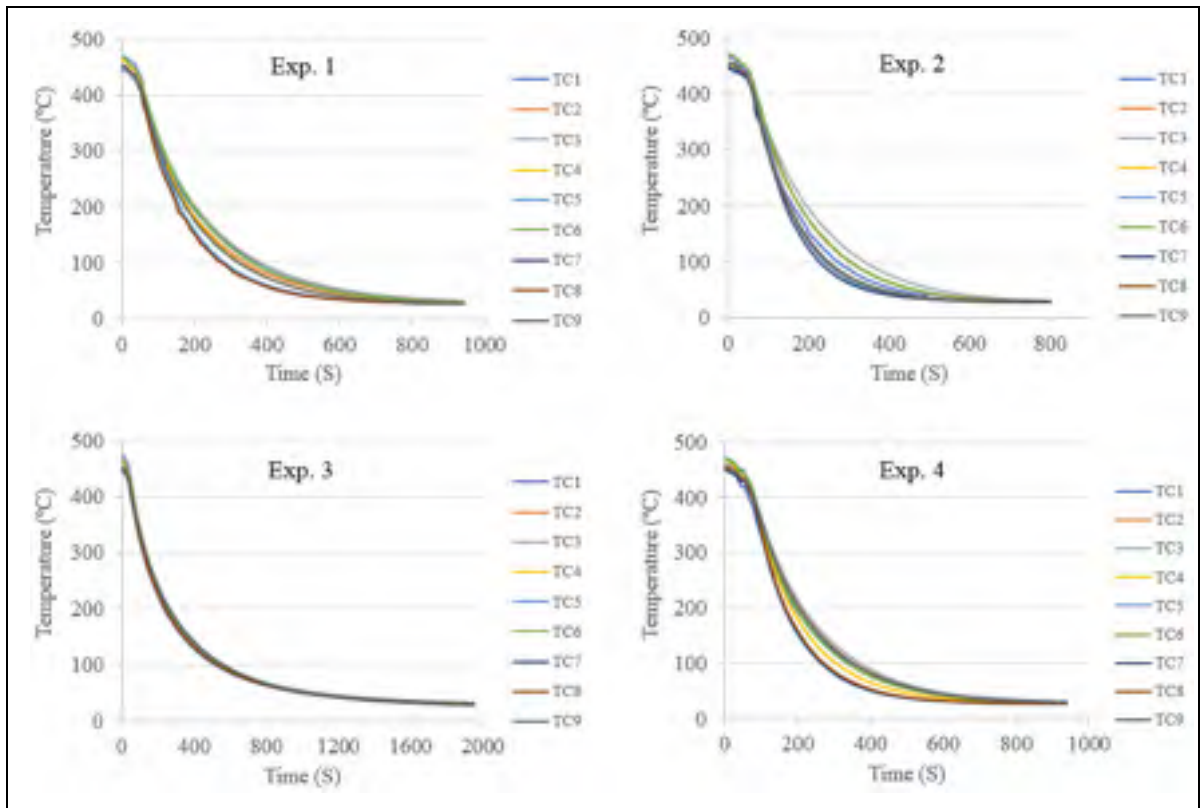 Exp. 1
Temperature (°C)
500
400
300
200
100
0
0 200 400 600 800 1000
Time (S)
TC1
TC2
TC3
TC4
TC5
TC6
TC7
TC8
TC9
Exp. 2
Temperature (°C)
500
400
300
200
100
0
0 200 400 600 800
Time (S)
TC1
TC2
TC3
TC4
TC5
TC6
TC7
TC8
TC9
Exp. 3
Temperature (°C)
500
400
300
200
100
0
0 400 800 1200 1600 2000
Time (S)
TC1
TC2
TC3
TC4
TC5
TC6
TC7
TC8
TC9
Exp. 4
Temperature (°C)
500
400
300
200
100
0
0 200 400 600 800 1000
Time (S)
TC1
TC2
TC3
TC4
TC5
TC6
TC7
TC8
TC9